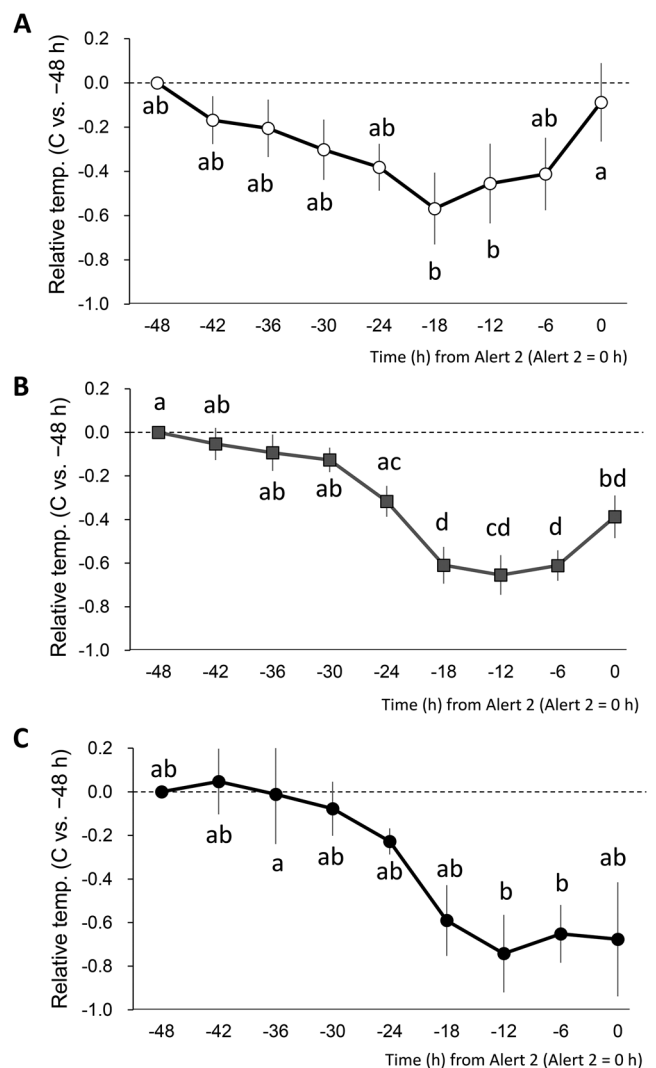 A
Relative temp. (C vs. −48 h)
0.2
0.0
-0.2
-0.4
-0.6
-0.8
-1.0
ab
ab
ab
ab
ab
b
b
ab
a
-48
-42
-36
-30
-24
-18
-12
-6
0
Time (h) from Alert 2 (Alert 2 = 0 h)
B
Relative temp. (C vs. −48 h)
0.2
0.0
-0.2
-0.4
-0.6
-0.8
-1.0
a
ab
ab
ab
ac
d
cd
d
bd
-48
-42
-36
-30
-24
-18
-12
-6
0
Time (h) from Alert 2 (Alert 2 = 0 h)
C
Relative temp. (C vs. −48 h)
0.2
0.0
-0.2
-0.4
-0.6
-0.8
-1.0
ab
ab
a
ab
ab
ab
b
b
ab
-48
-42
-36
-30
-24
-18
-12
-6
0
Time (h) from Alert 2 (Alert 2 = 0 h)